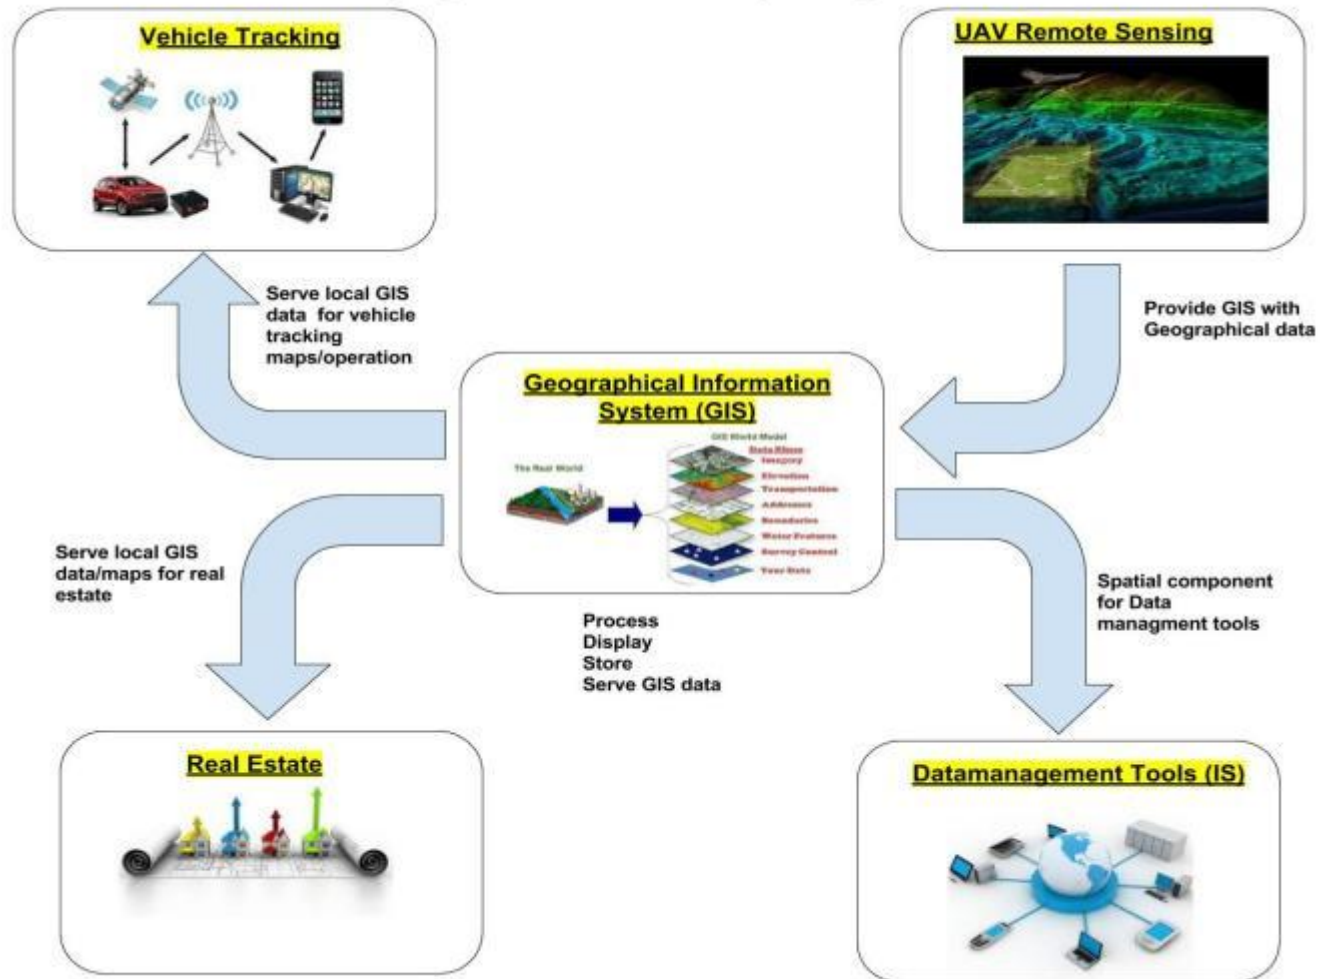 Vehicle Tracking
UAV Remote Sensing
Serve local GIS
data for vehicle
tracking
maps/operation
Provide GIS with
Geographical data
Geographical Information
System (GIS)
GIS World Model
The Real World
Imagery
Elevation
Transportation
Addresses
Boundaries
Water Features
Survey Control
Your Data
Serve local GIS
data/maps for real
estate
Spatial component
for Data
managment tools
Process
Display
Store
Serve GIS data
Real Estate
Datamanagement Tools (IS)